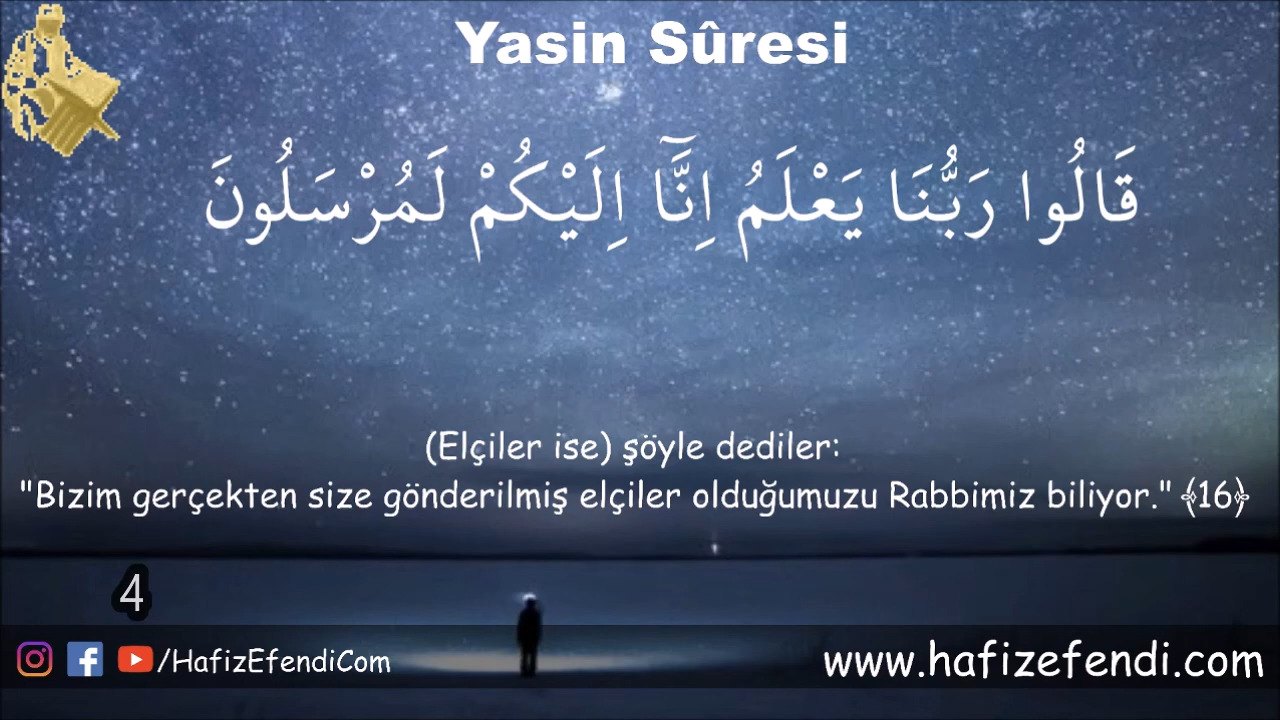 Yasin Sûresi
قَالُوا رَبُّنَا يَعْلَمُ اِنَّٓا اِلَيْكُمْ لَمُرْسَلُونَ
(Elçiler ise) şöyle dediler:
"Bizim gerçekten size gönderilmiş elçiler olduğumuzu Rabbimiz biliyor." ﴾16﴿
4
/HafizEfendiCom
www.hafizefendi.com